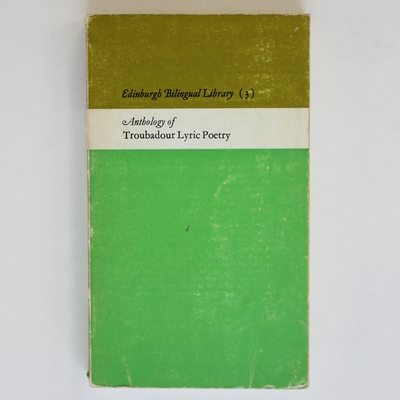 Edinburgh Bilingual Library (3)
Anthology of
Troubadour Lyric Poetry